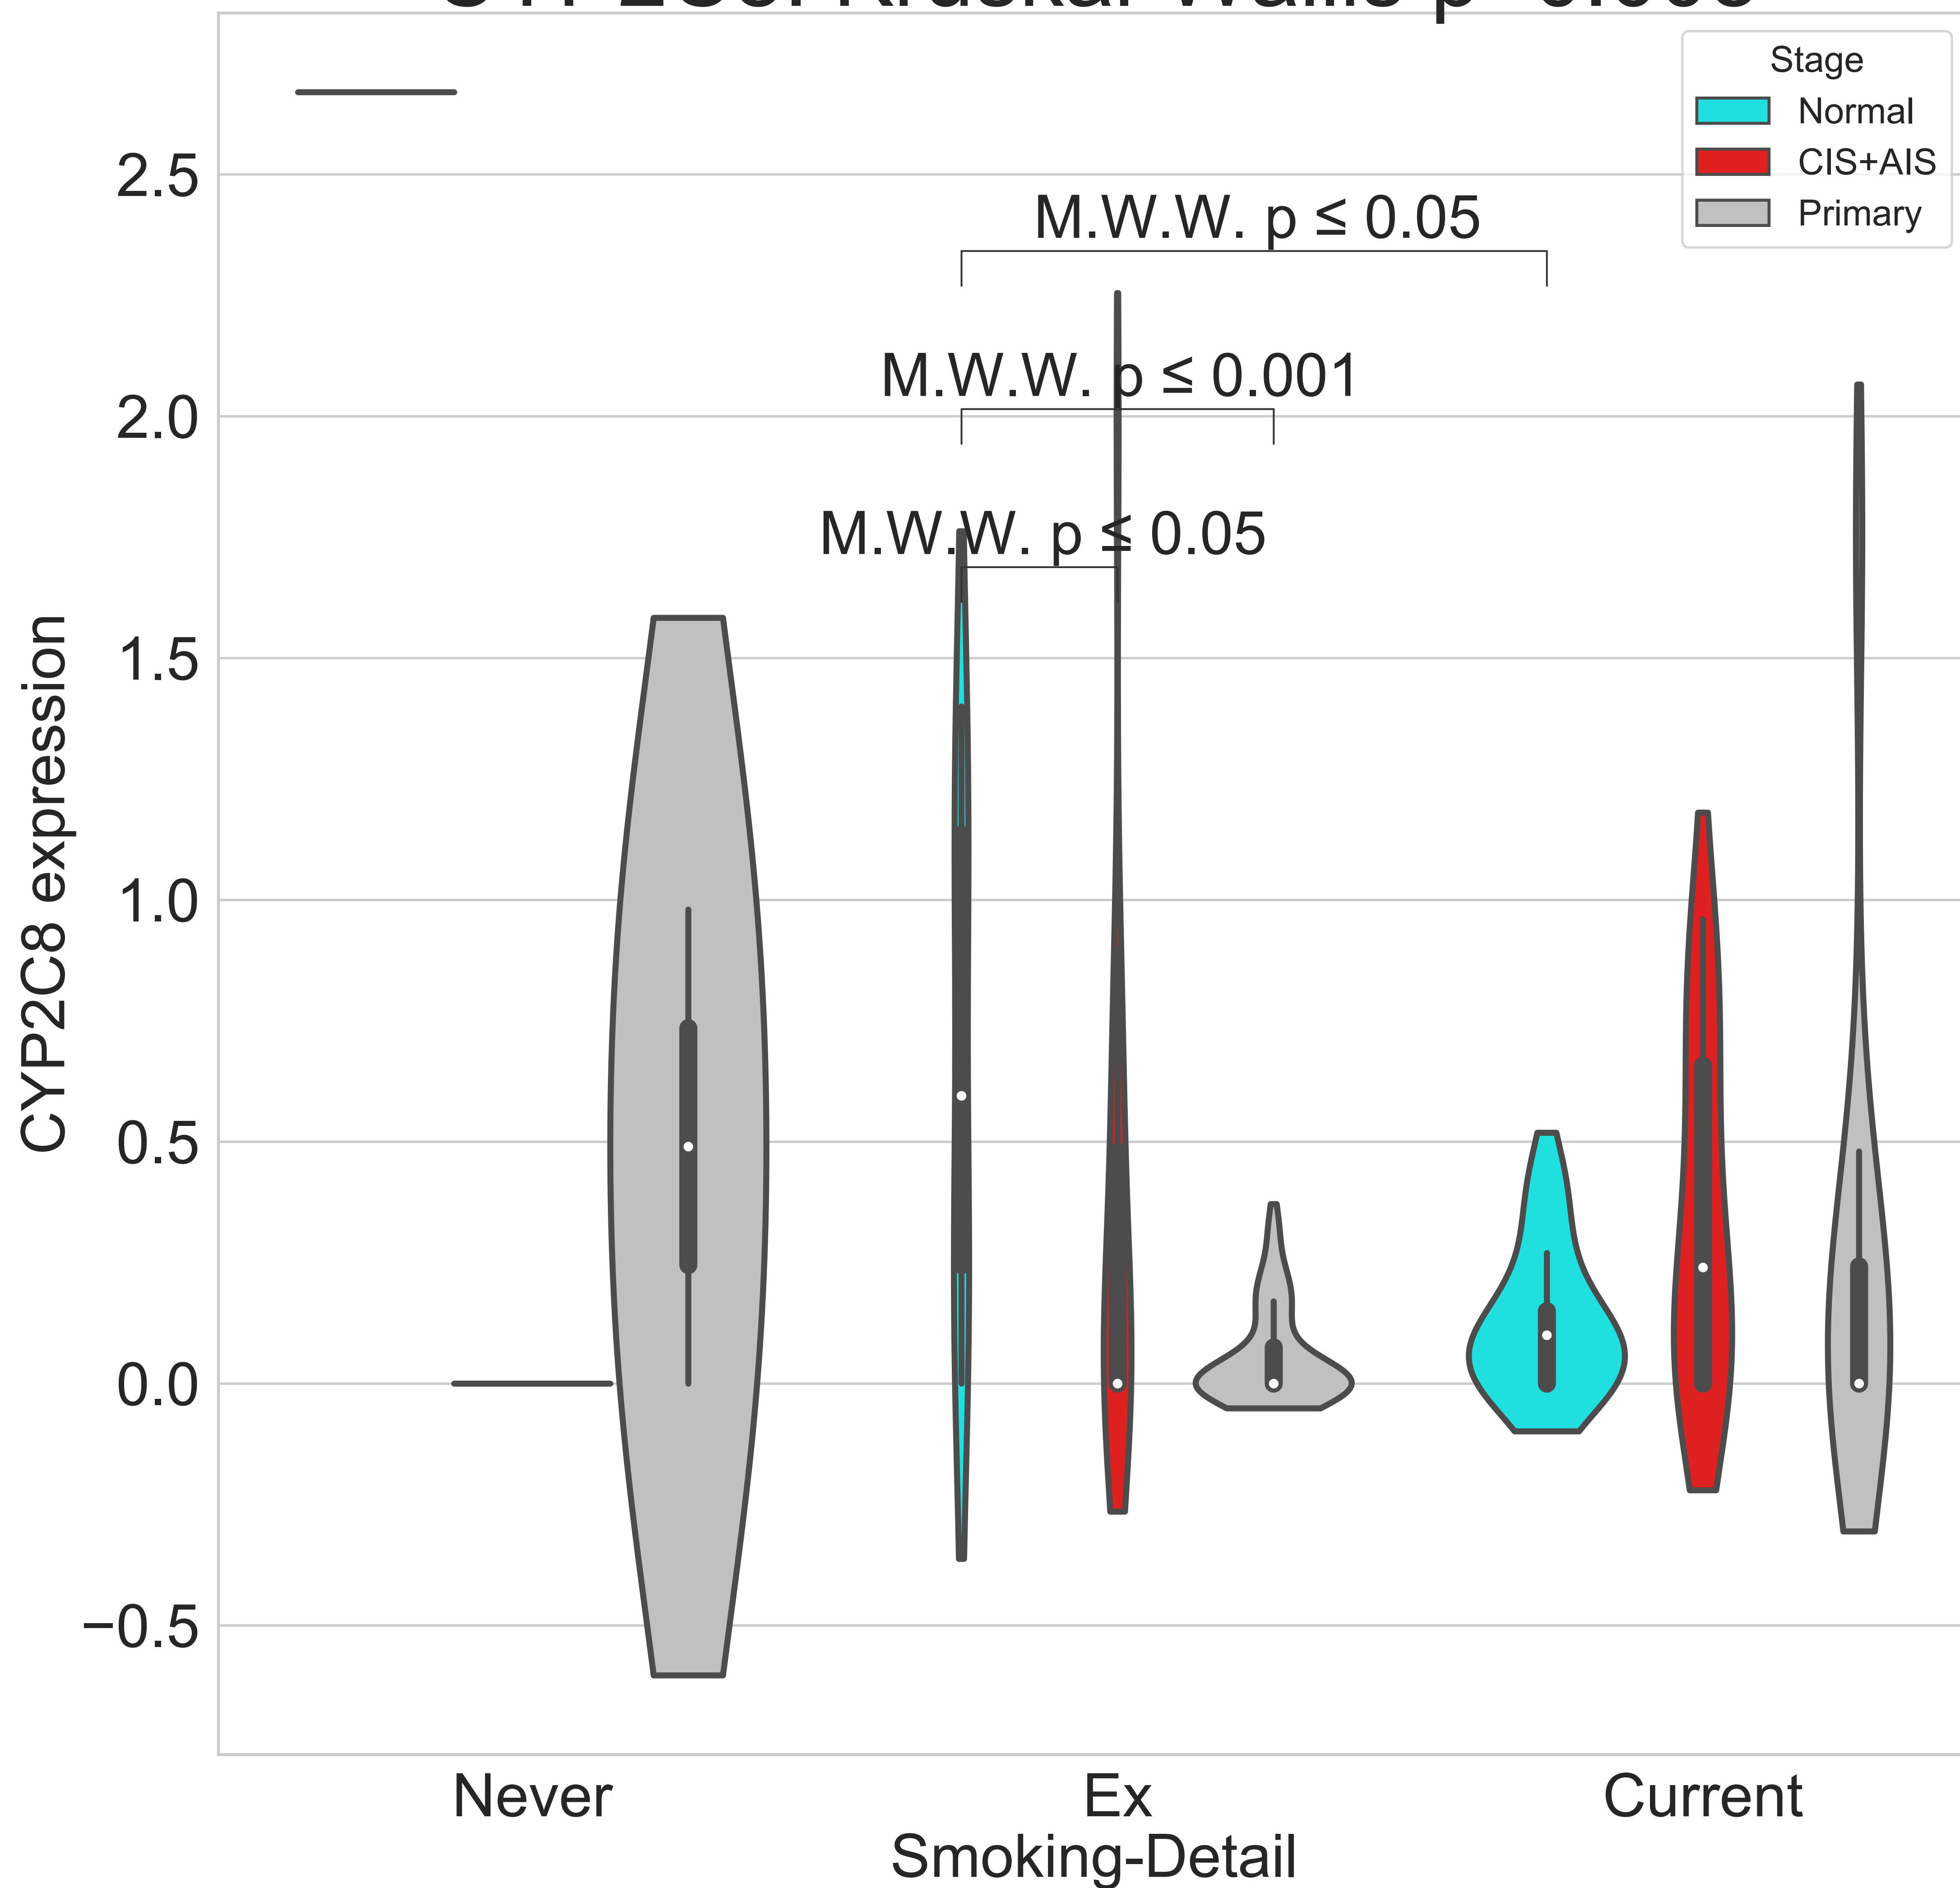 Stage
Normal
CIS+AIS
Primary
M.W.W. p ≤ 0.05
M.W.W. p ≤ 0.001
M.W.W. p ≤ 0.05
CYP2C8 expression
2.5
2.0
1.5
1.0
0.5
0.0
−0.5
Never
Ex
Current
Smoking-Detail